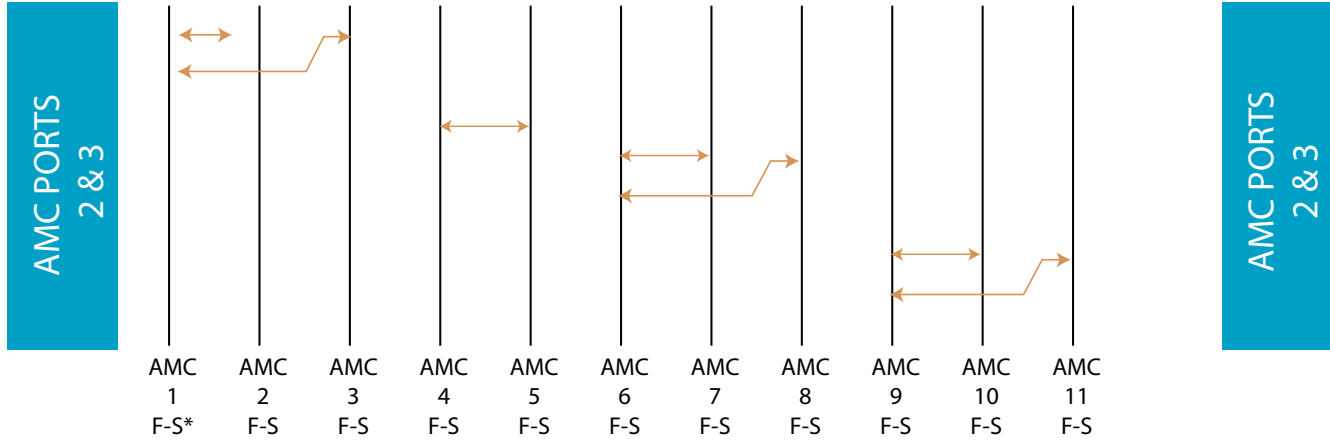 AMC PORTS
2 & 3
AMC PORTS
2 & 3
AMC AMC AMC AMC AMC AMC AMC AMC AMC AMC AMC
1 2 3 4 5 6 7 8 9 10 11
F-S* F-S F-S F-S F-S F-S F-S F-S F-S F-S F-S